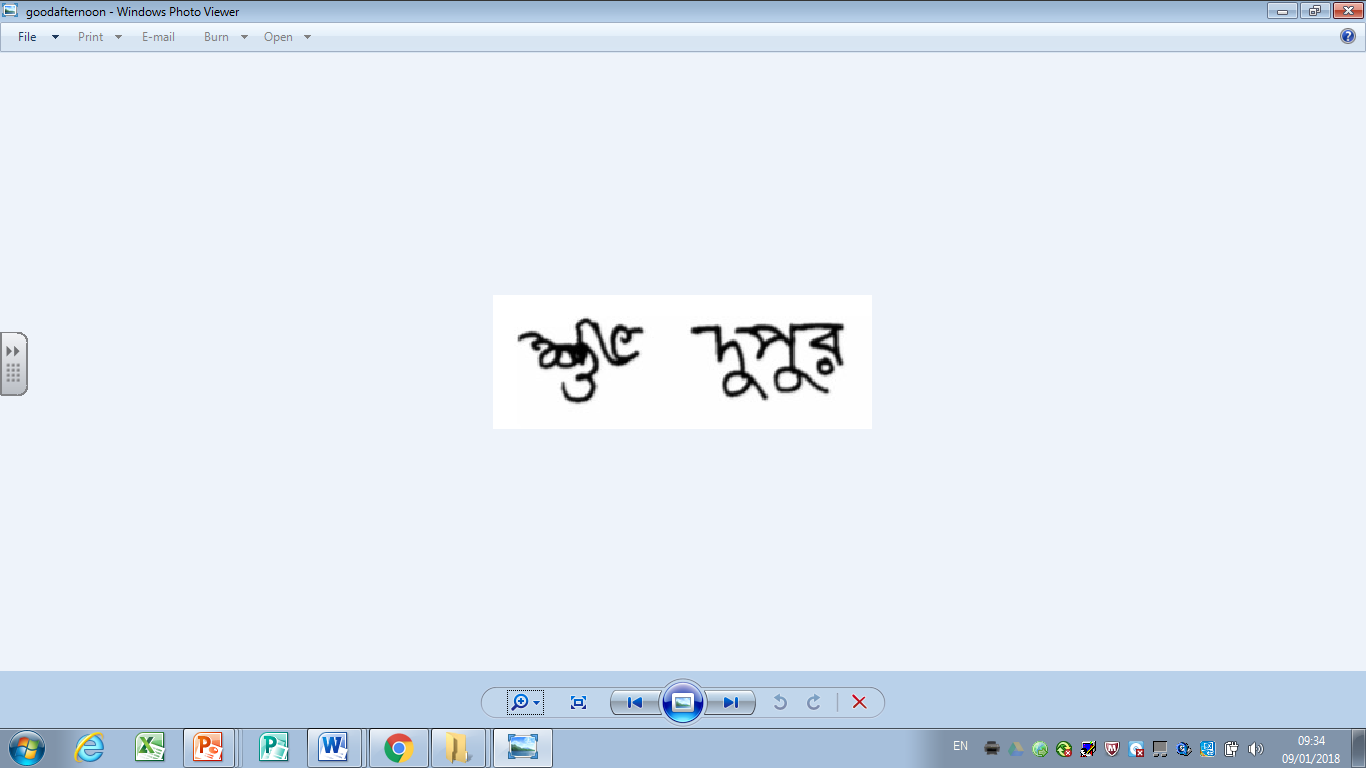 goodafternoon - Windows Photo Viewer
File Print E-mail Burn Open
শুভ দুপুর
EN 09:34
09/01/2018